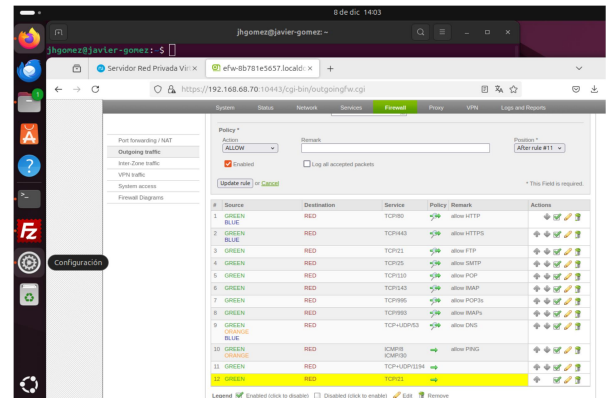 8 de dic 14:03
jhgomez@javier-gomez: ~
jhgomez@javier-gomez:~$
Servidor Red Privada Vir
efw-8b781e5657.localdo
https://192.168.68.70:10443/cgi-bin/outgoingfw.cgi
System Status Network Services Firewall Proxy VPN Logs and Reports
Port forwarding / NAT
Outgoing traffic
Inter-Zone traffic
VPN traffic
System access
Firewall Diagrams
Policy *
Action Remark Position *
ALLOW After rule #11
Enabled Log all accepted packets
Update rule or Cancel * This Field is required.
# Source Destination Service Policy Remark Actions
1 GREEN RED TCP/80 allow HTTP
BLUE
2 GREEN RED TCP/443 allow HTTPS
BLUE
3 GREEN RED TCP/21 allow FTP
4 GREEN RED TCP/25 allow SMTP
5 GREEN RED TCP/110 allow POP
6 GREEN RED TCP/143 allow IMAP
7 GREEN RED TCP/995 allow POP3s
8 GREEN RED TCP/993 allow IMAPs
9 GREEN RED TCP+UDP/53 allow DNS
ORANGE
BLUE
10 GREEN RED ICMP/8 allow PING
ORANGE ICMP/30
11 GREEN RED TCP+UDP/1194
12 GREEN RED TCP/21
Legend Enabled (click to disable) Disabled (click to enable) Edit Remove
Configuración